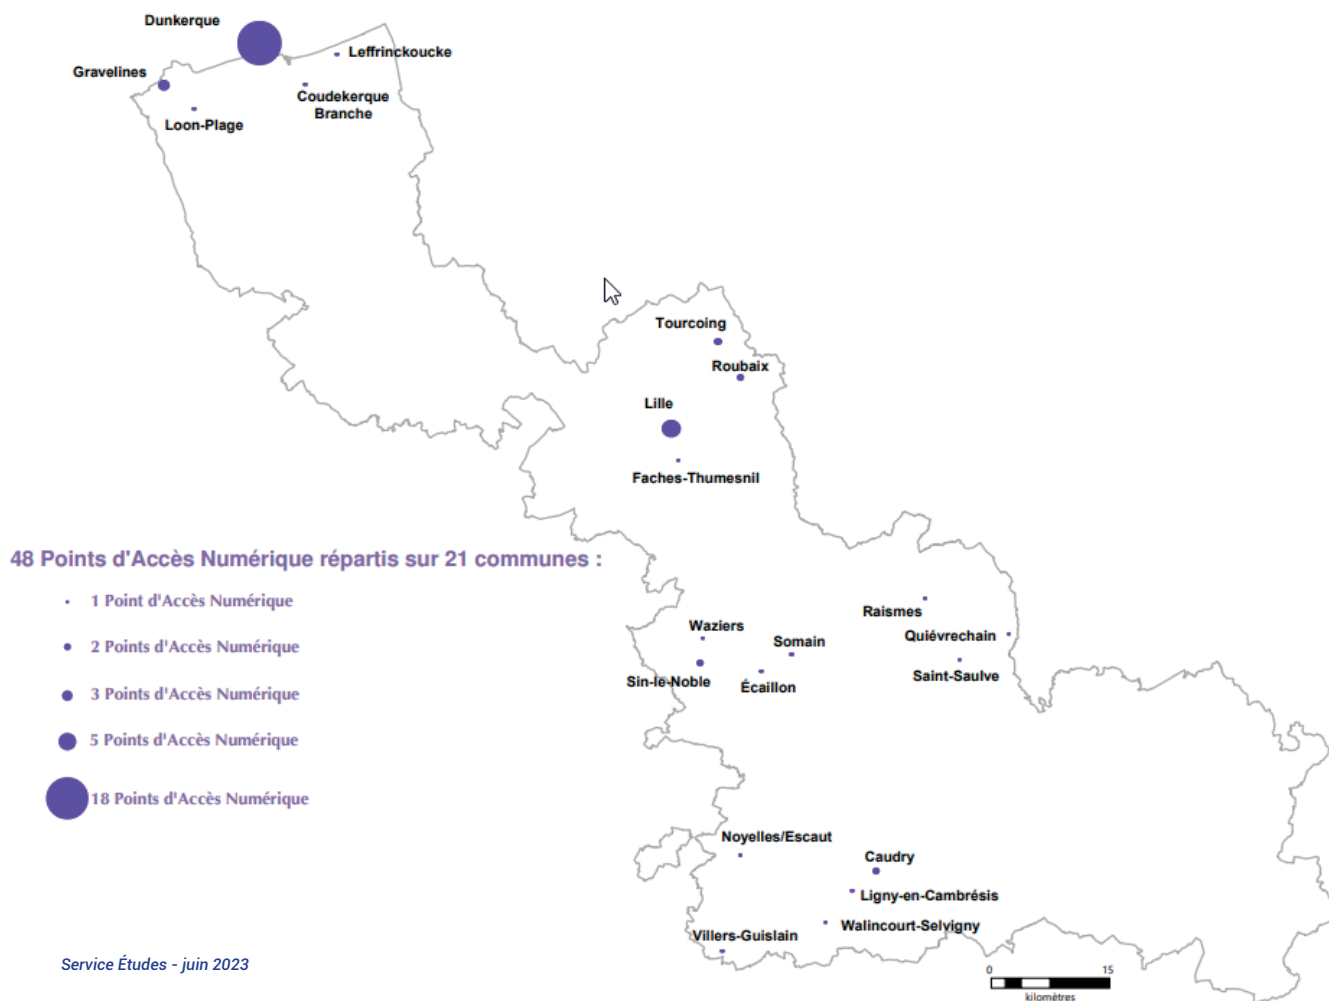 Dunkerque
Leffrinckoucke
Gravelines
Coudekerque
Branche
Loon-Plage
Tourcoing
Roubaix
Lille
Faches-Thumesnil
48 Points d'Accès Numérique répartis sur 21 communes :
1 Point d'Accès Numérique
2 Points d'Accès Numérique
3 Points d'Accès Numérique
5 Points d'Accès Numérique
18 Points d'Accès Numérique
Raismes
Waziers
Quiévrechain
Somain
Saint-Saulve
Sin-le-Noble
Écaillon
Noyelles/Escaut
Caudry
Ligny-en-Cambrésis
Walincourt-Selvigny
Villers-Guislain
Service Études - juin 2023
0 15
kilomètres